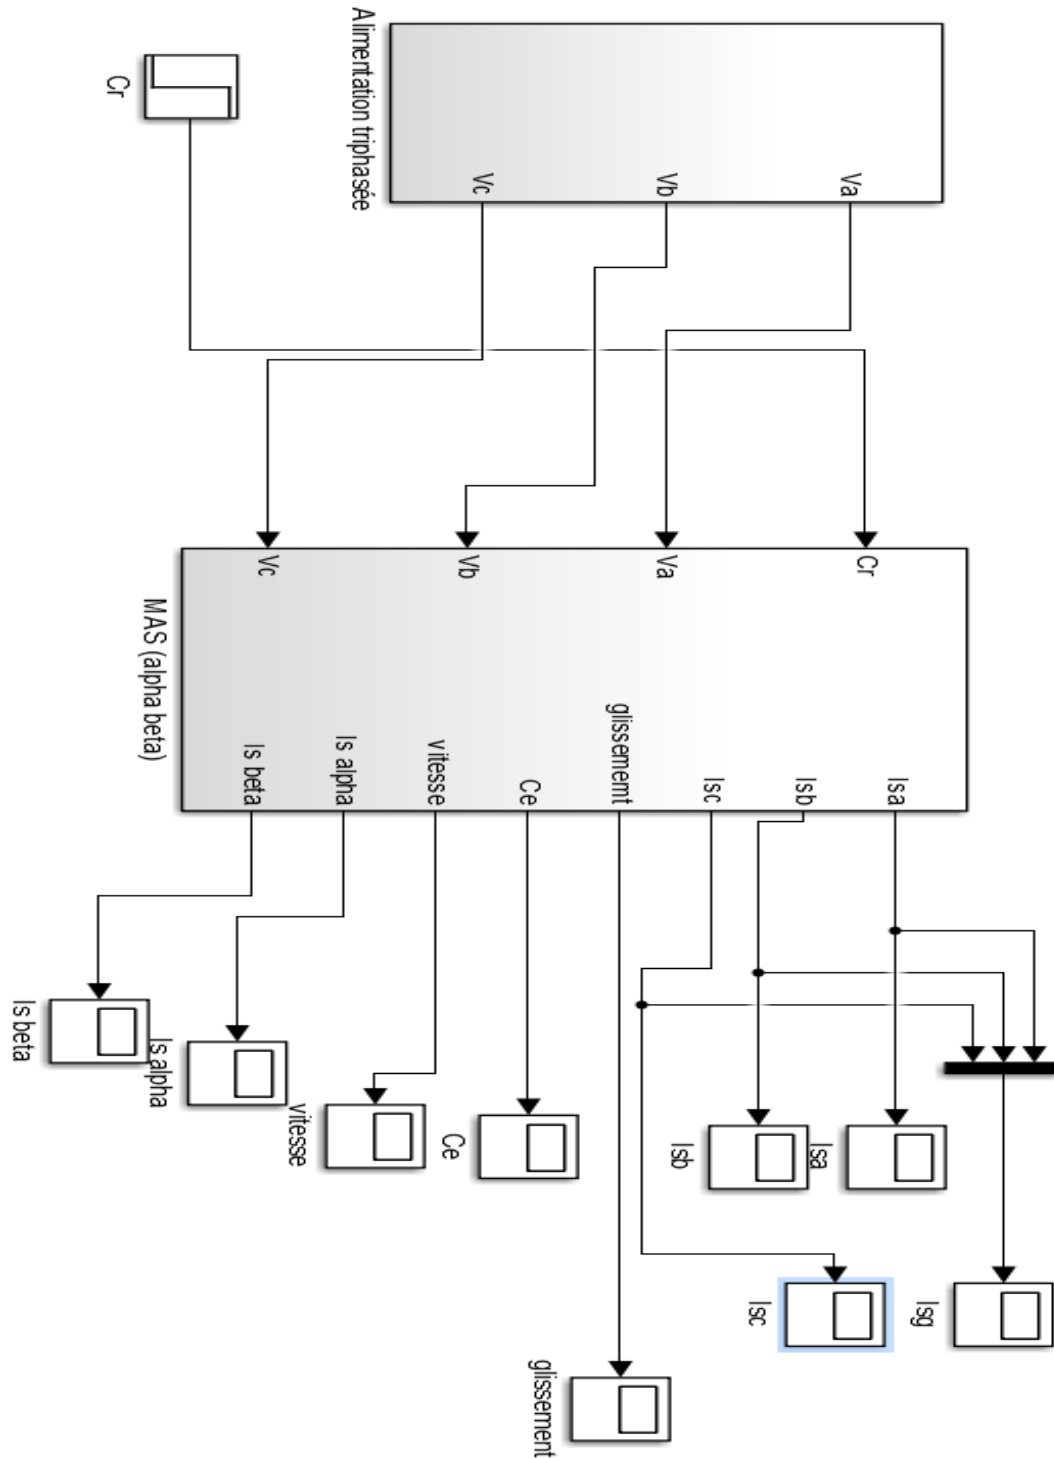 Va
Vb
Vc
Alimentation triphasée
Cr
Cr
Va
Vb
Vc
Isa
Isb
Isc
glissememt
Ce
vitesse
Is alpha
Is beta
MAS (alpha beta)
Isg
Isa
Isb
Isc
glissement
Ce
vitesse
Is alpha
Is beta